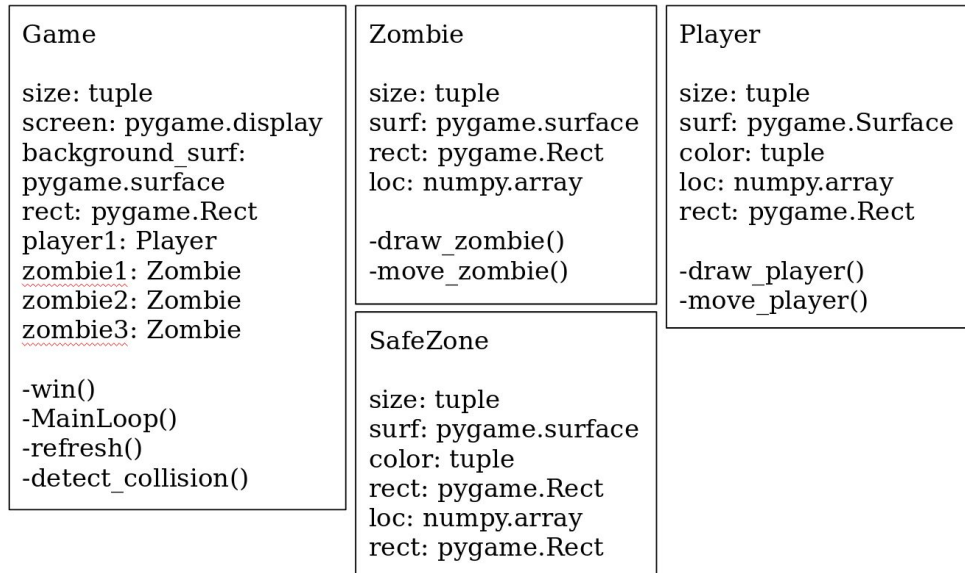 Game
size: tuple
screen: pygame.display
background_surf:
pygame.surface
rect: pygame.Rect
player1: Player
zombie1: Zombie
zombie2: Zombie
zombie3: Zombie
-win()
-MainLoop()
-refresh()
-detect_collision()
Zombie
size: tuple
surf: pygame.surface
rect: pygame.Rect
loc: numpy.array
-draw_zombie()
-move_zombie()
SafeZone
size: tuple
surf: pygame.surface
color: tuple
rect: pygame.Rect
loc: numpy.array
rect: pygame.Rect
Player
size: tuple
surf: pygame.Surface
color: tuple
loc: numpy.array
rect: pygame.Rect
-draw_player()
-move_player()